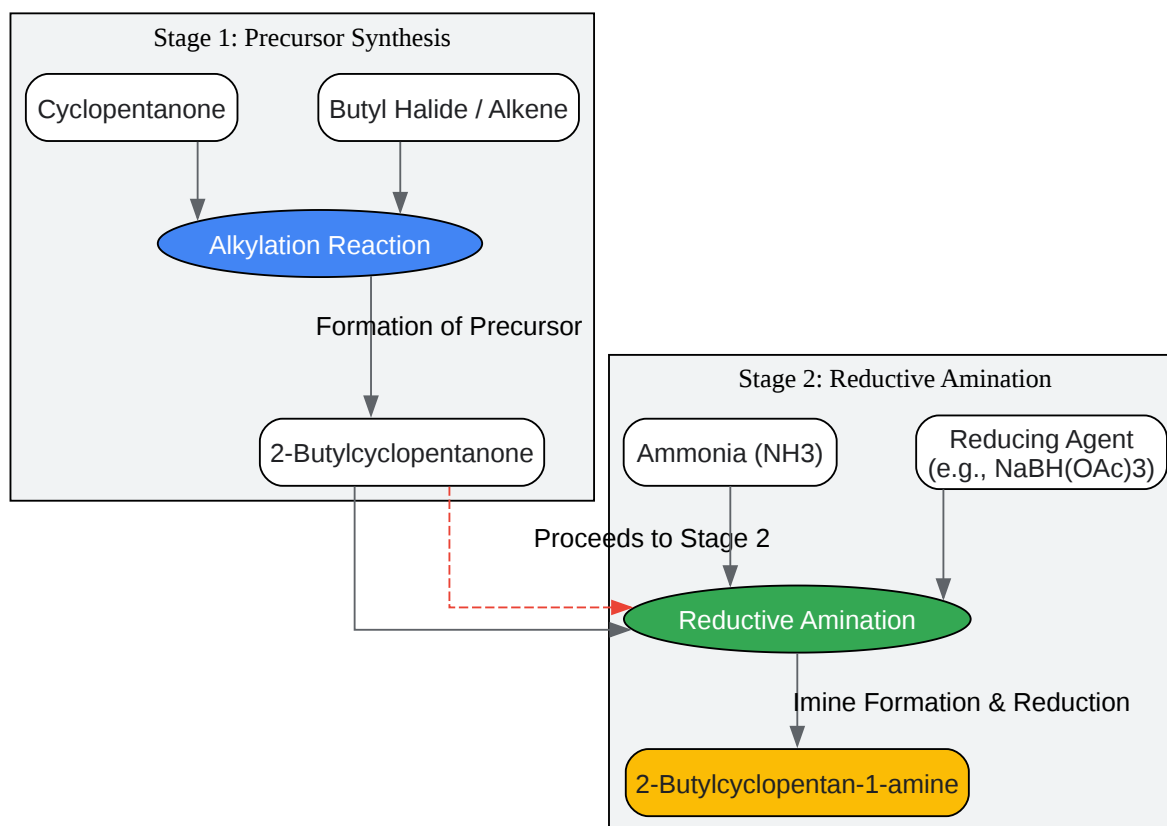 Stage 1: Precursor Synthesis
Cyclopentanone
Butyl Halide / Alkene
Alkylation Reaction
Formation of Precursor
2-Butylcyclopentanone
Stage 2: Reductive Amination
Ammonia (NH3)
Reducing Agent
(e.g., NaBH(OAc)3)
Proceeds to Stage 2
Reductive Amination
Imine Formation & Reduction
2-Butylcyclopentan-1-amine